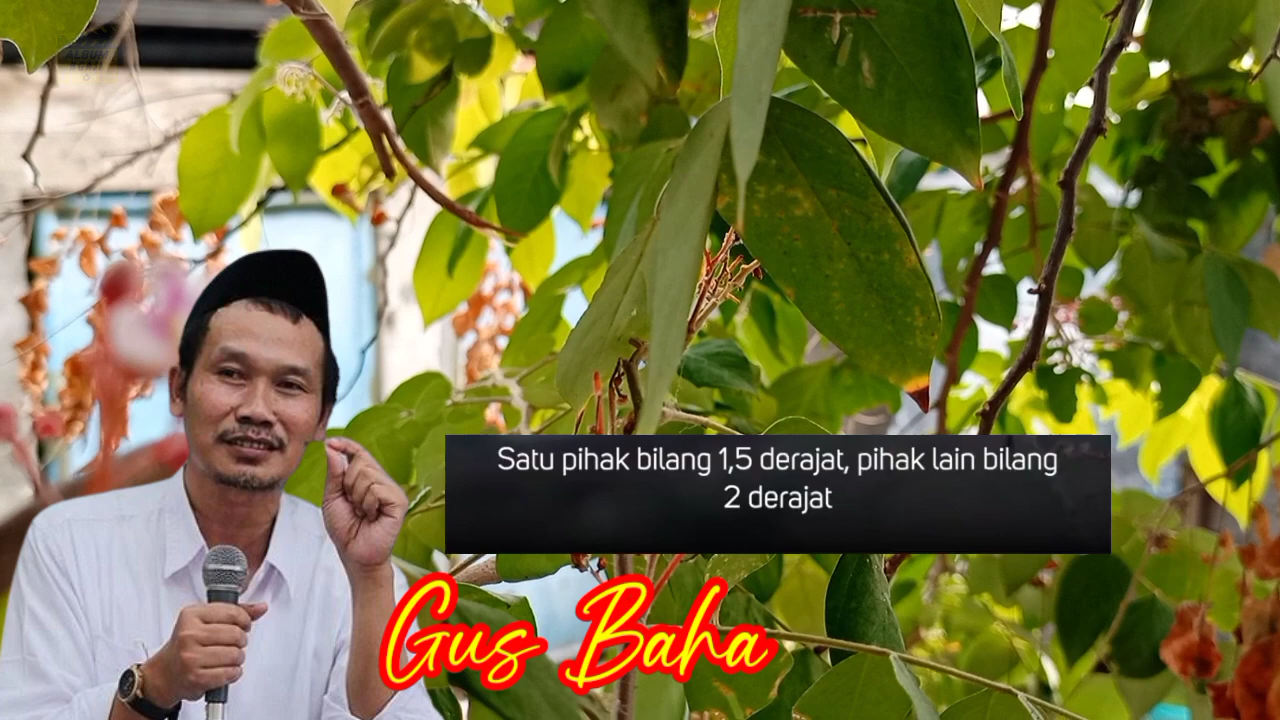 Satu pihak bilang 1,5 derajat, pihak lain bilang
2 derajat
Gus Baha